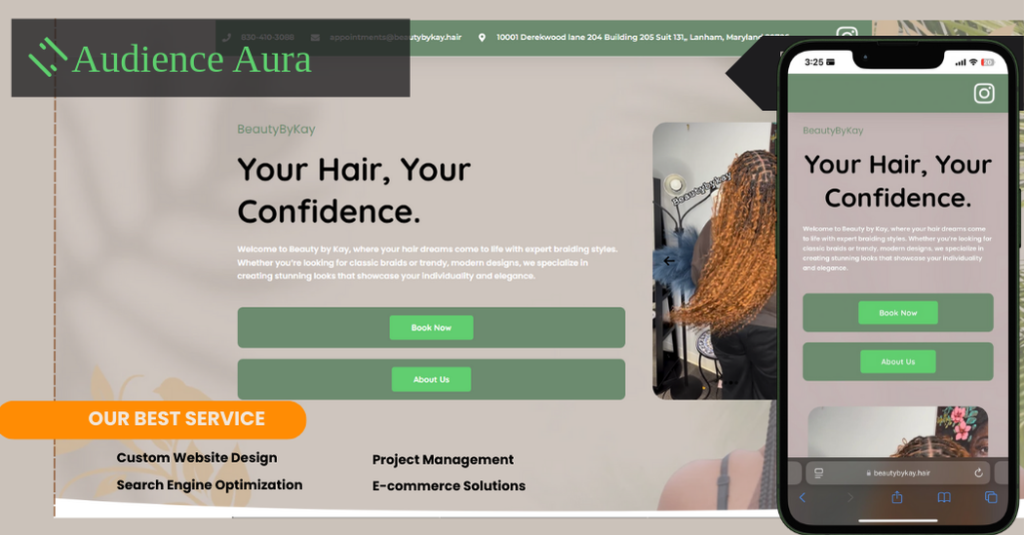 Audience Aura
appointments@beautybykay.hair
10001 Derekwood lane 204 Building 205 Suit 131,, Lanham,
BeautyByKay
Your Hair, Your
Confidence.
Welcome to Beauty by Kay, where your hair dreams come to life with expert braiding styles.
Whether you're looking for classic braids or trendy, modern designs, we specialize in
creating stunning looks that showcase your individuality and elegance.
Book Now
About Us
Beautybykay
OUR BEST SERVICE
Custom Website Design
Search Engine Optimization
Project Management
E-commerce Solutions
3:25
BeautyByKay
Your Hair, Your
Confidence.
Welcome to Beauty by Kay, where your hair dreams come
to life with expert braiding styles. Whether you're looking for
classic braids or trendy, modern designs, we specialize in
creating stunning looks that showcase your individuality
and elegance.
Book Now
About Us
beautybykay.hair